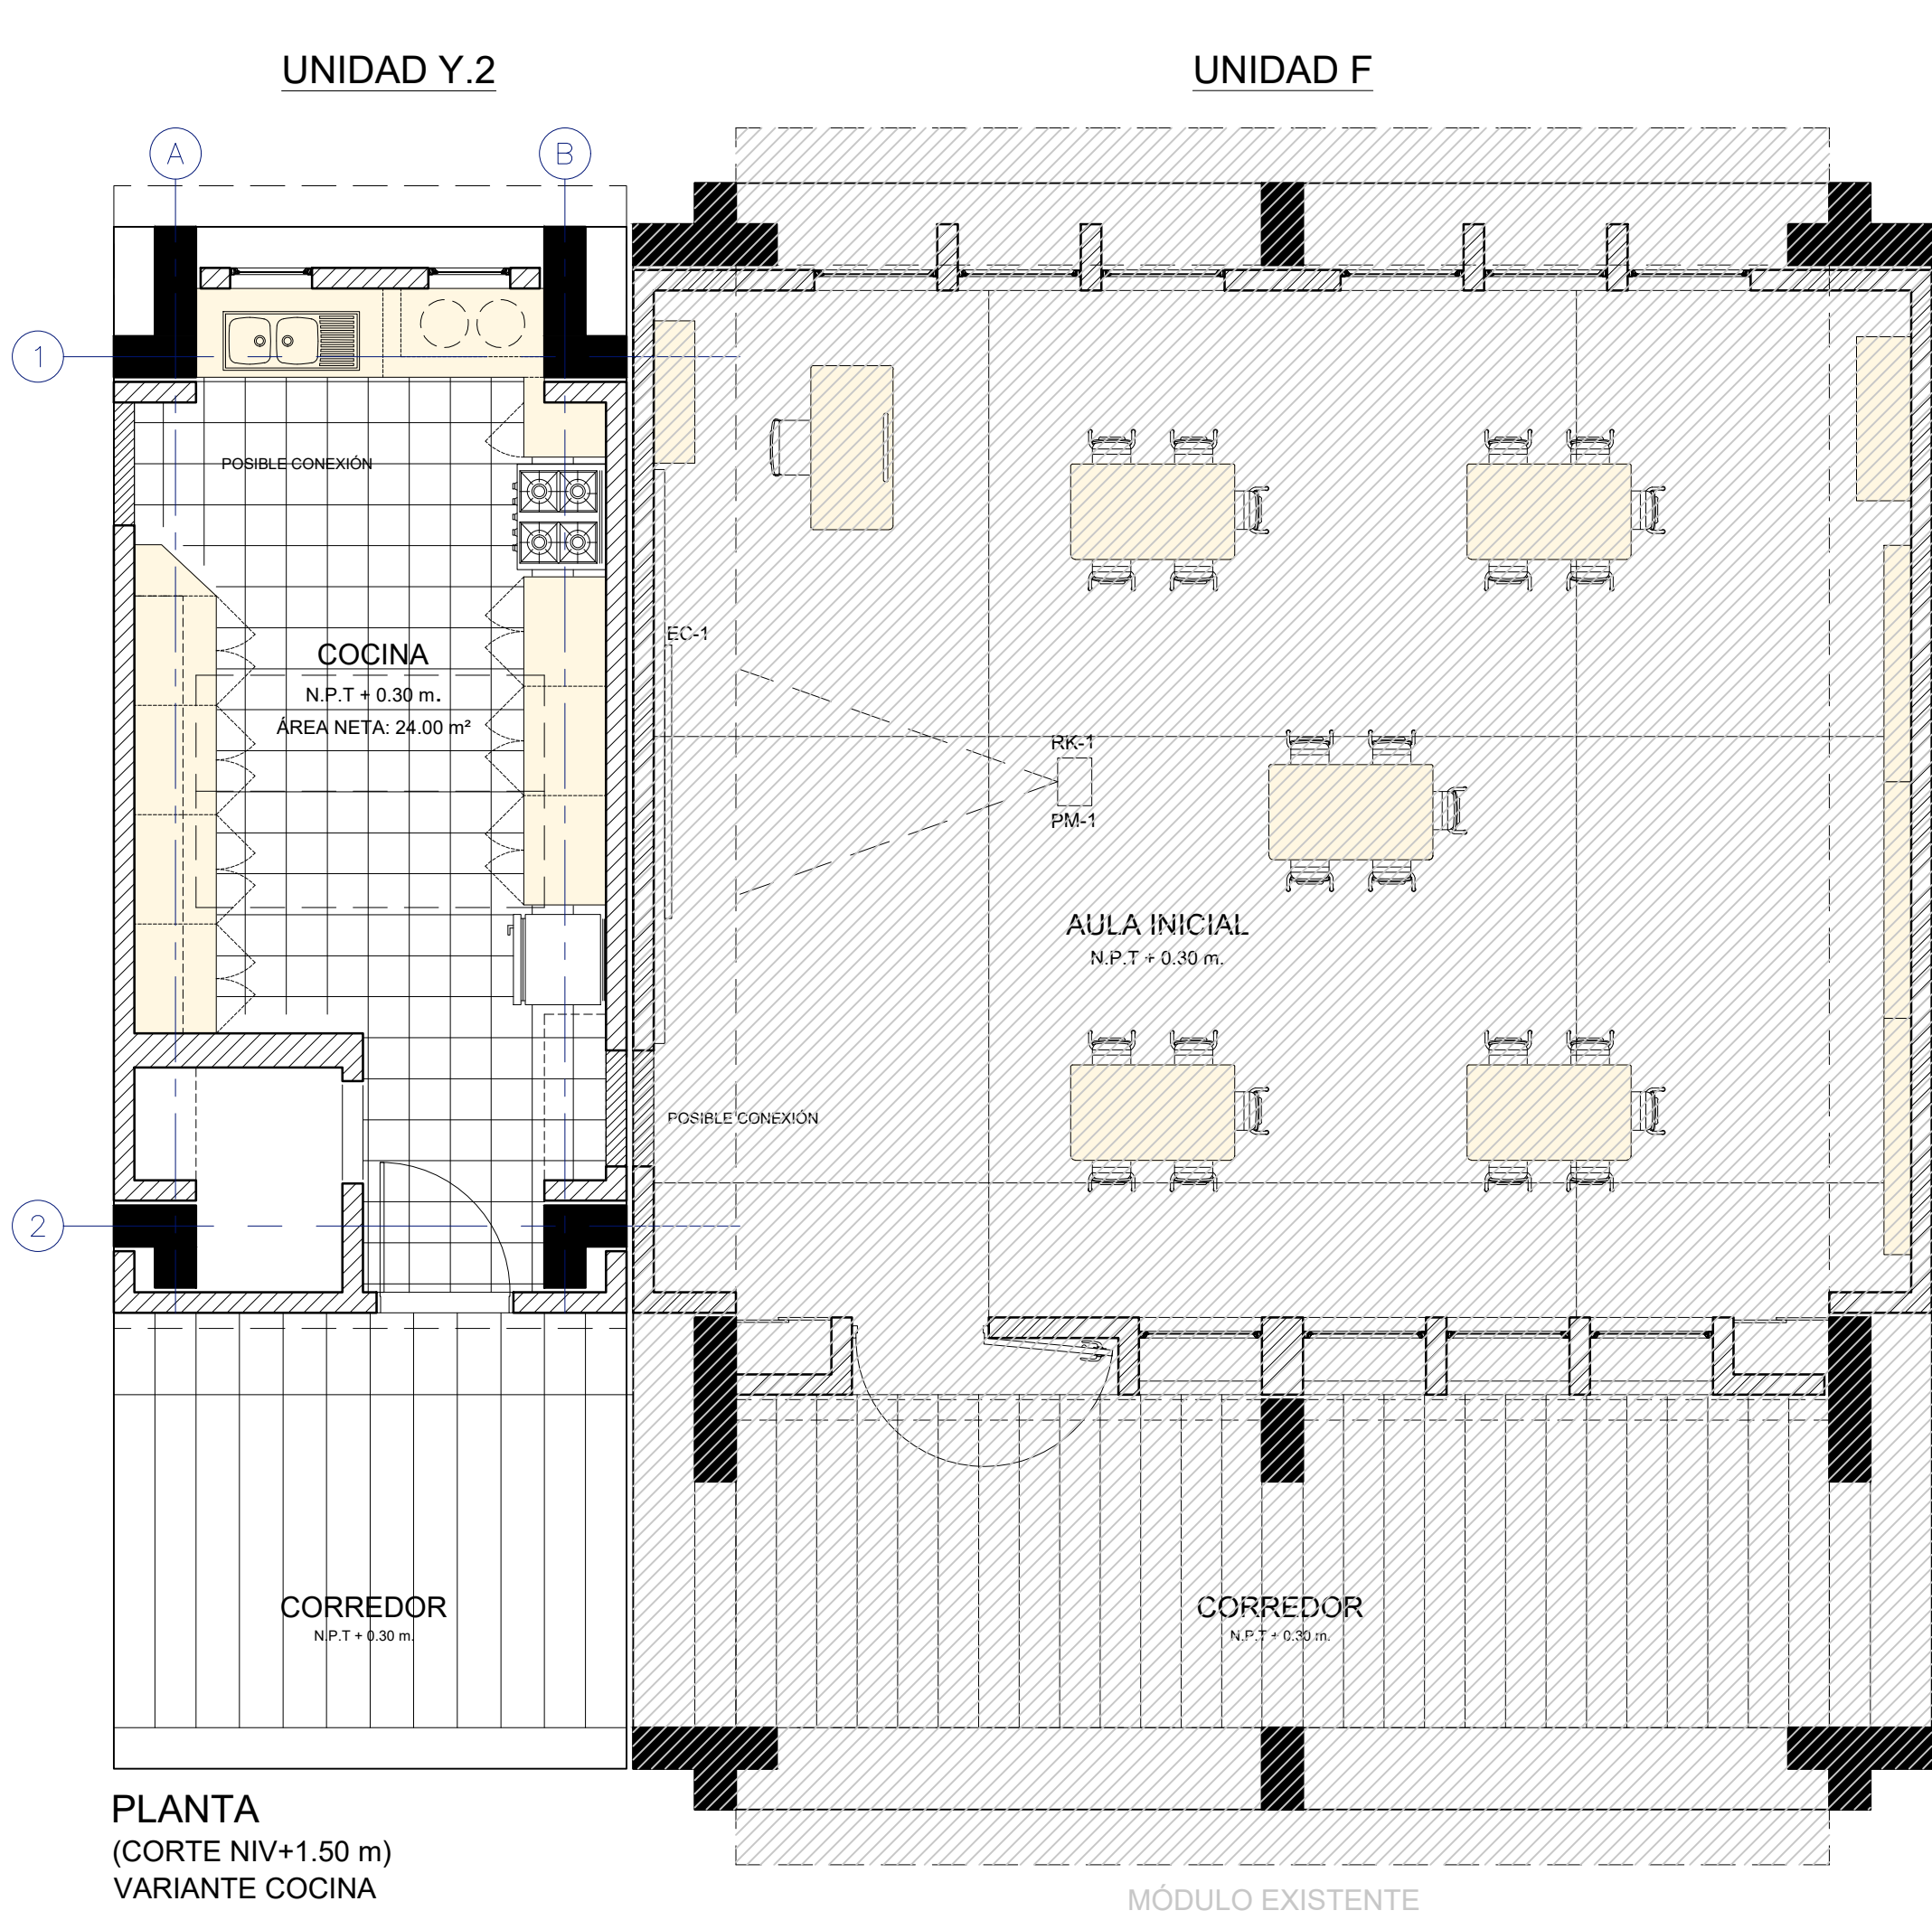 UNIDAD Y.2
UNIDAD F
A
B
1
POSIBLE CONEXIÓN
EC-1
COCINA
N.P.T + 0.30 m.
ÁREA NETA: 24.00 m²
RK-1
PM-1
AULA INICIAL
N.P.T + 0.30 m.
POSIBLE CONEXIÓN
2
CORREDOR
N.P.T + 0.30 m.
CORREDOR
N.P.T + 0.30 m.
PLANTA
(CORTE NIV+1.50 m)
VARIANTE COCINA
MÓDULO EXISTENTE